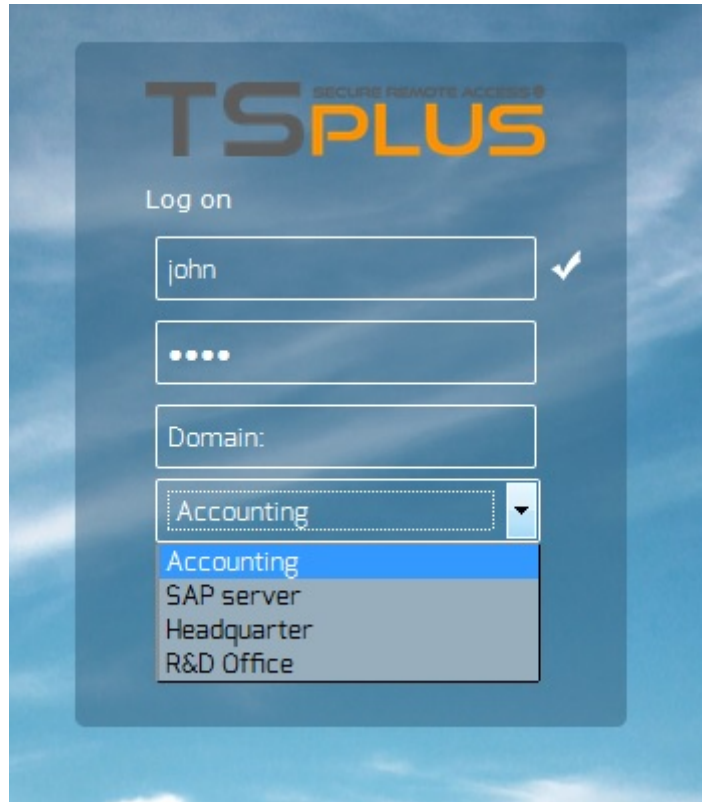 SECURE REMOTE ACCESS
TSPLUS
Log on
john
••••
Domain:
Accounting
Accounting
SAP server
Headquarter
R&D Office